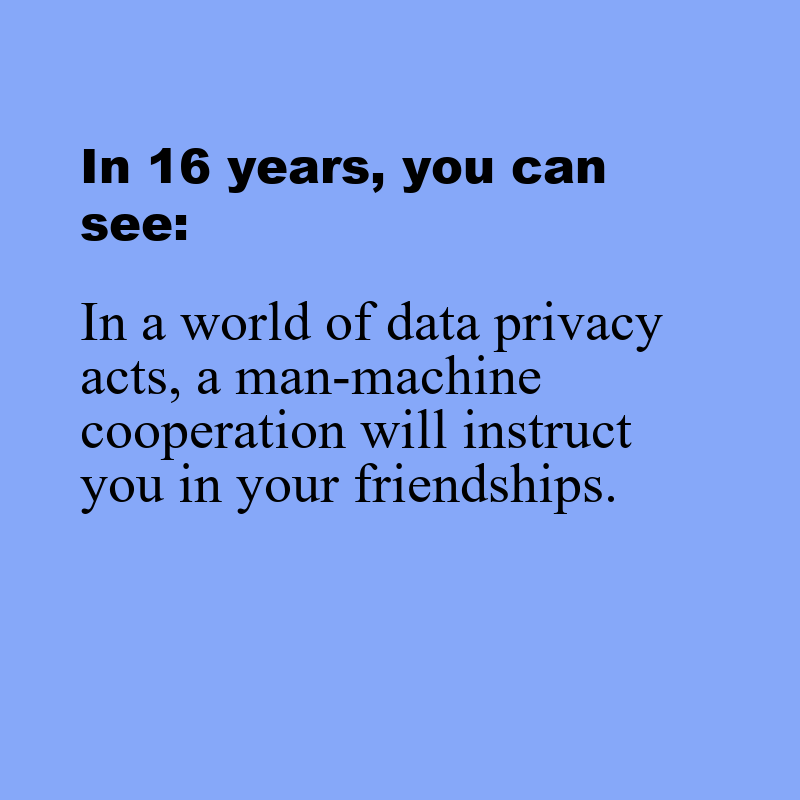 In 16 years, you can
see:
In a world of data privacy
acts, a man-machine
cooperation will instruct
you in your friendships.